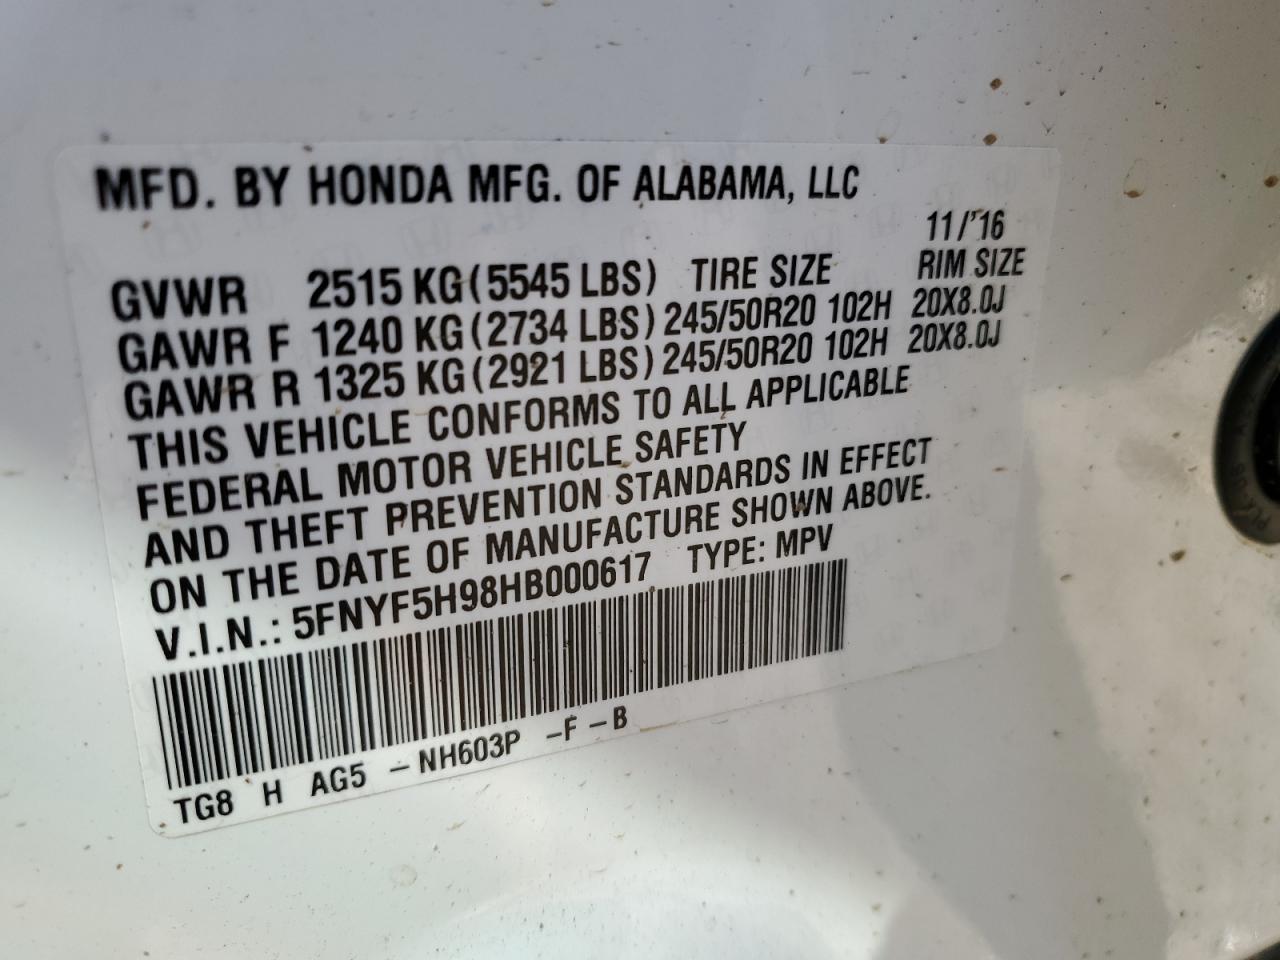 MFD. BY HONDA MFG. OF ALABAMA, LLC
11/'16
GVWR 2515 KG (5545 LBS) TIRE SIZE RIM SIZE
GAWR F 1240 KG (2734 LBS) 245/50R20 102H 20X8.0J
GAWR R 1325 KG (2921 LBS) 245/50R20 102H 20X8.0J
THIS VEHICLE CONFORMS TO ALL APPLICABLE
FEDERAL MOTOR VEHICLE SAFETY
AND THEFT PREVENTION STANDARDS IN EFFECT
ON THE DATE OF MANUFACTURE SHOWN ABOVE.
V.I.N.: 5FNYF5H98HB000617 TYPE: MPV
TG8 H AG5 -NH603P -F-B